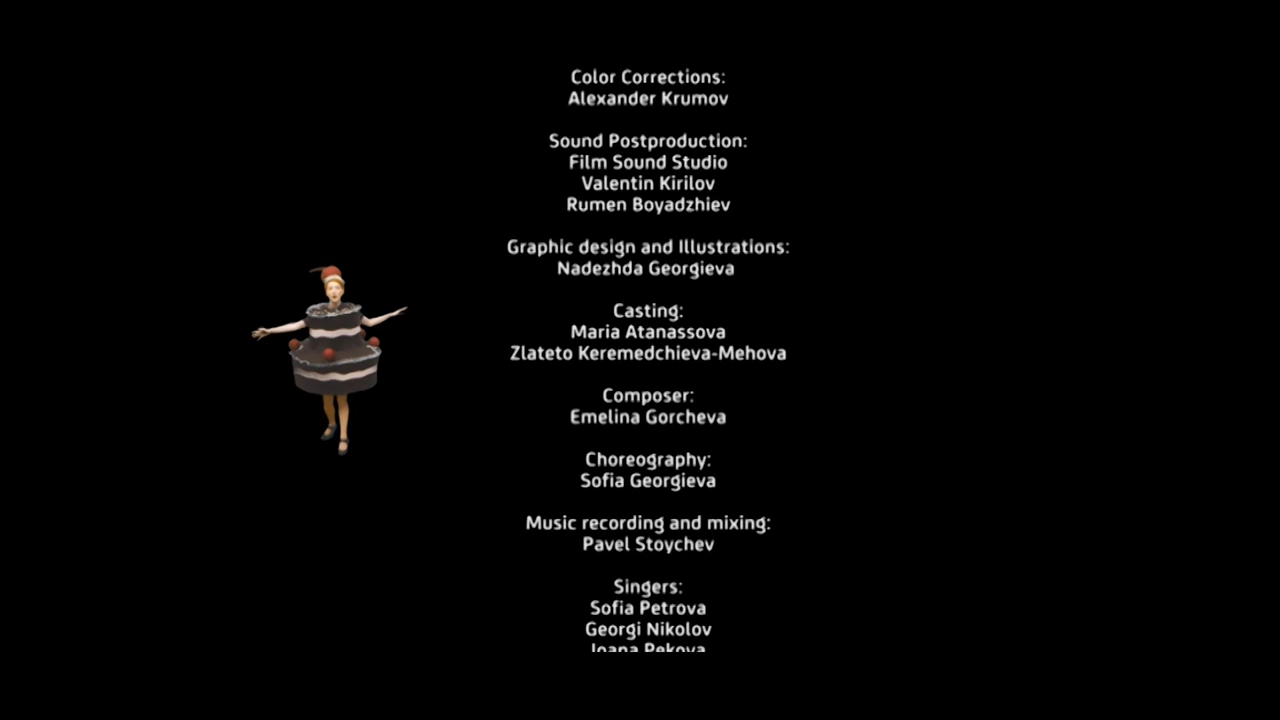 Color Corrections:
Alexander Krumov
Sound Postproduction:
Film Sound Studio
Valentin Kirilov
Rumen Boyadzhiev
Graphic design and Illustrations:
Nadezhda Georgieva
Casting:
Maria Atanassova
Zlateto Keremedchieva-Mehova
Composer:
Emelina Gorcheva
Choreography:
Sofia Georgieva
Music recording and mixing:
Pavel Stoychev
Singers:
Sofia Petrova
Georgi Nikolov
Joana Pekova